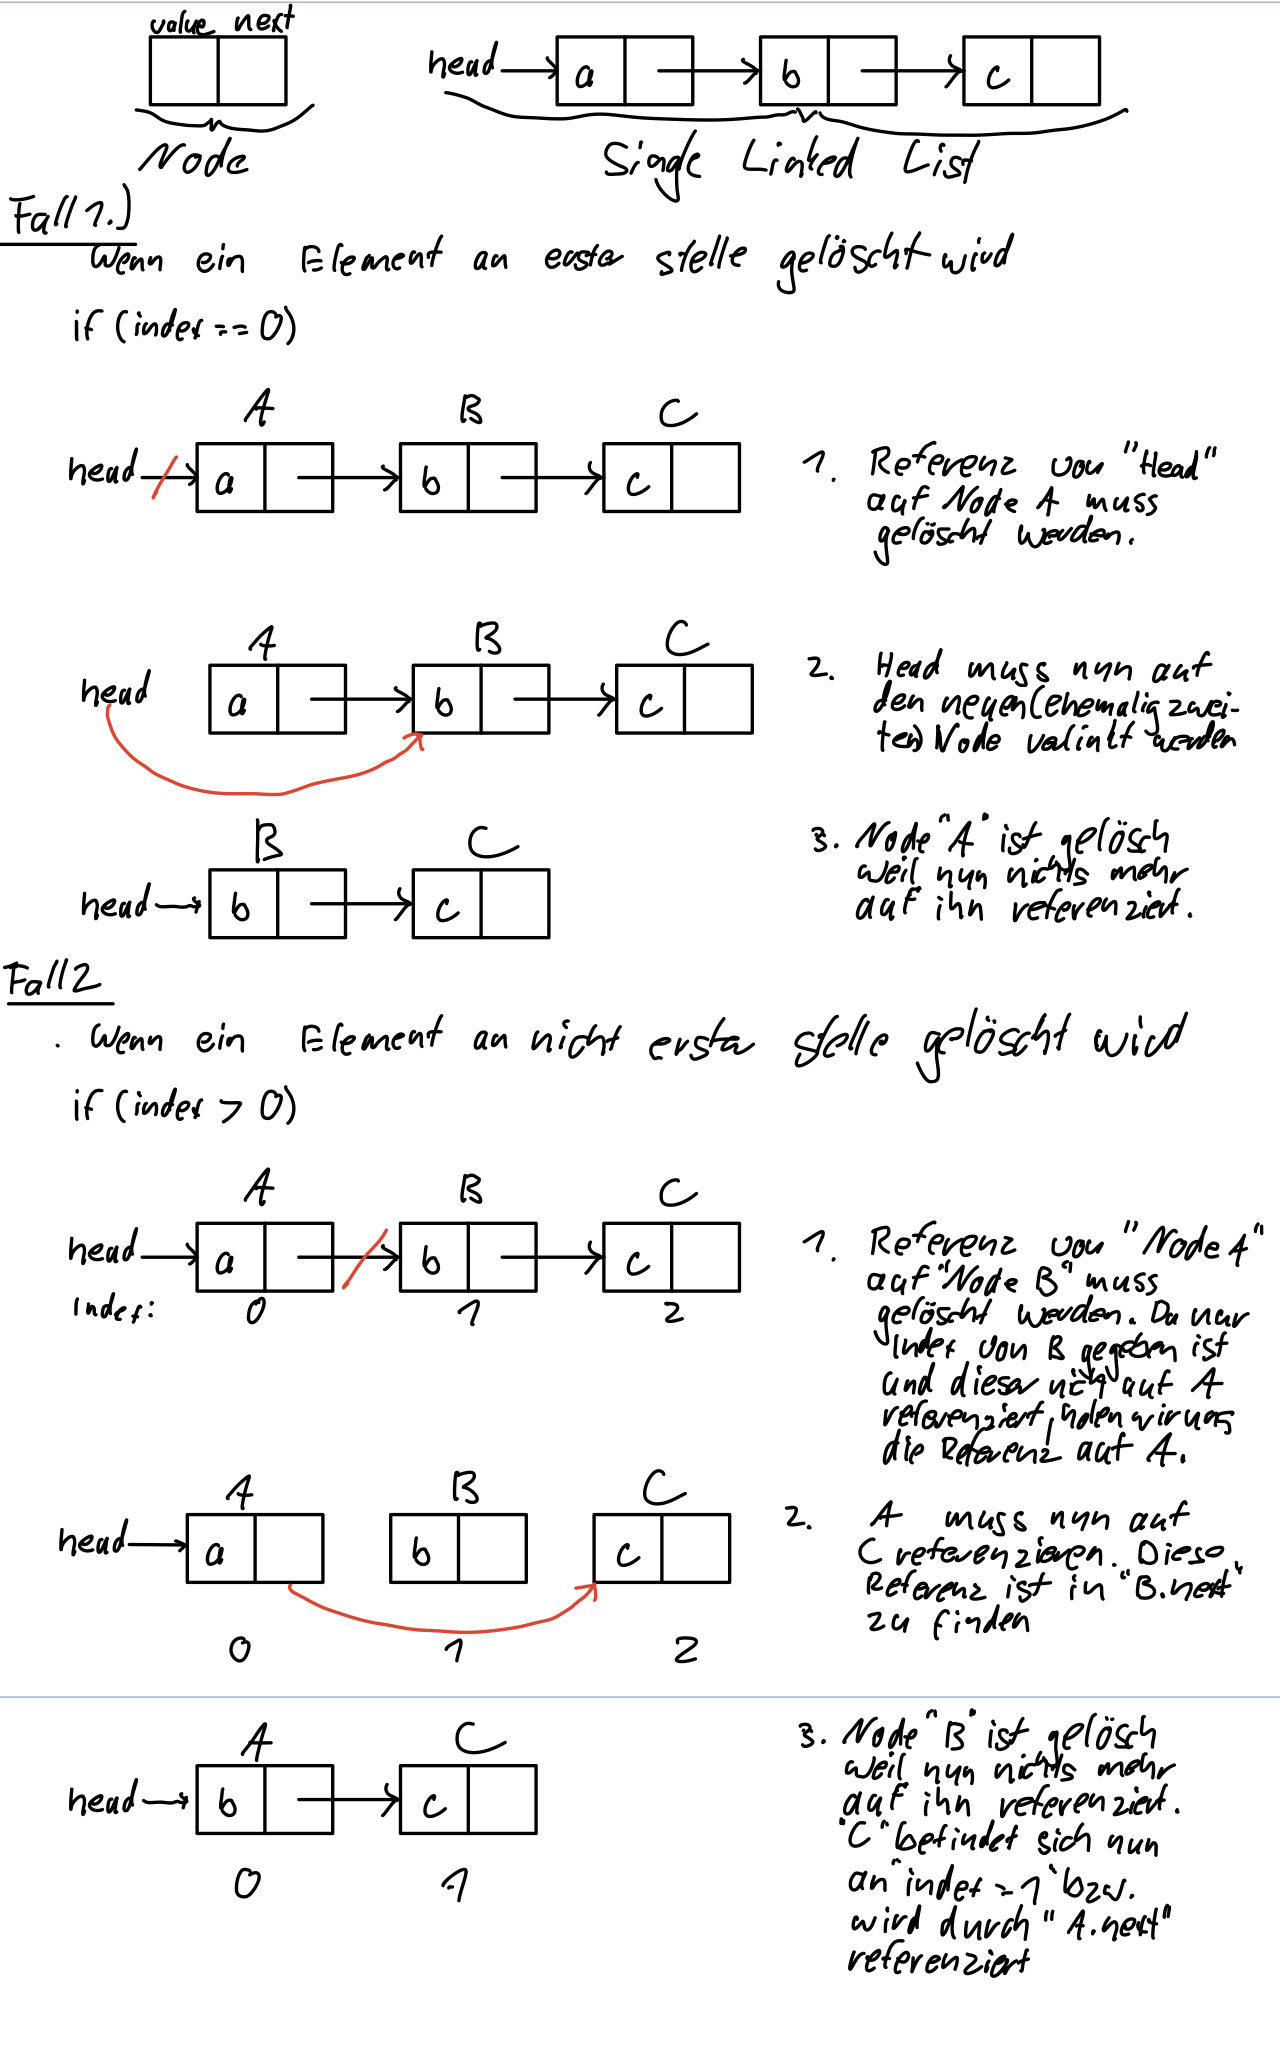 value next
head a b c
Node
Single Linked List
Fall 1.)
Wenn ein Element an erster stelle gelöscht wird
if (index == 0)
A B C
head a b c
1. Referenz von "Head"
auf Node A muss
gelöscht werden.
A B C
head a b c
2. Head muss nun auf
den neuen (ehemalig zwei-
ten) Node verlinkt werden
B C
head b c
3. Node "A" ist gelösch
weil nun nichts mehr
auf ihn referenziert.
Fall 2
. Wenn ein Element an nicht erster stelle gelöscht wird
if (index > 0)
A B C
head a b c
Index: 0 1 2
1. Referenz von "Node A"
auf "Node B" muss
gelöscht werden. Da nur
Index von B gegeben ist
und dieser nich auf A
referenziert, holen wir uns
die Referenz auf A.
A B C
head a b c
0 1 2
2. A muss nun auf
C referenzieren. Diese
Referenz ist in "B.next"
zu finden
A C
head b c
0 1
3. Node "B" ist gelösch
weil nun nichts mehr
auf ihn referenziert.
"C" befindet sich nun
an "index = 1" bzw.
wird durch "A.next"
referenziert